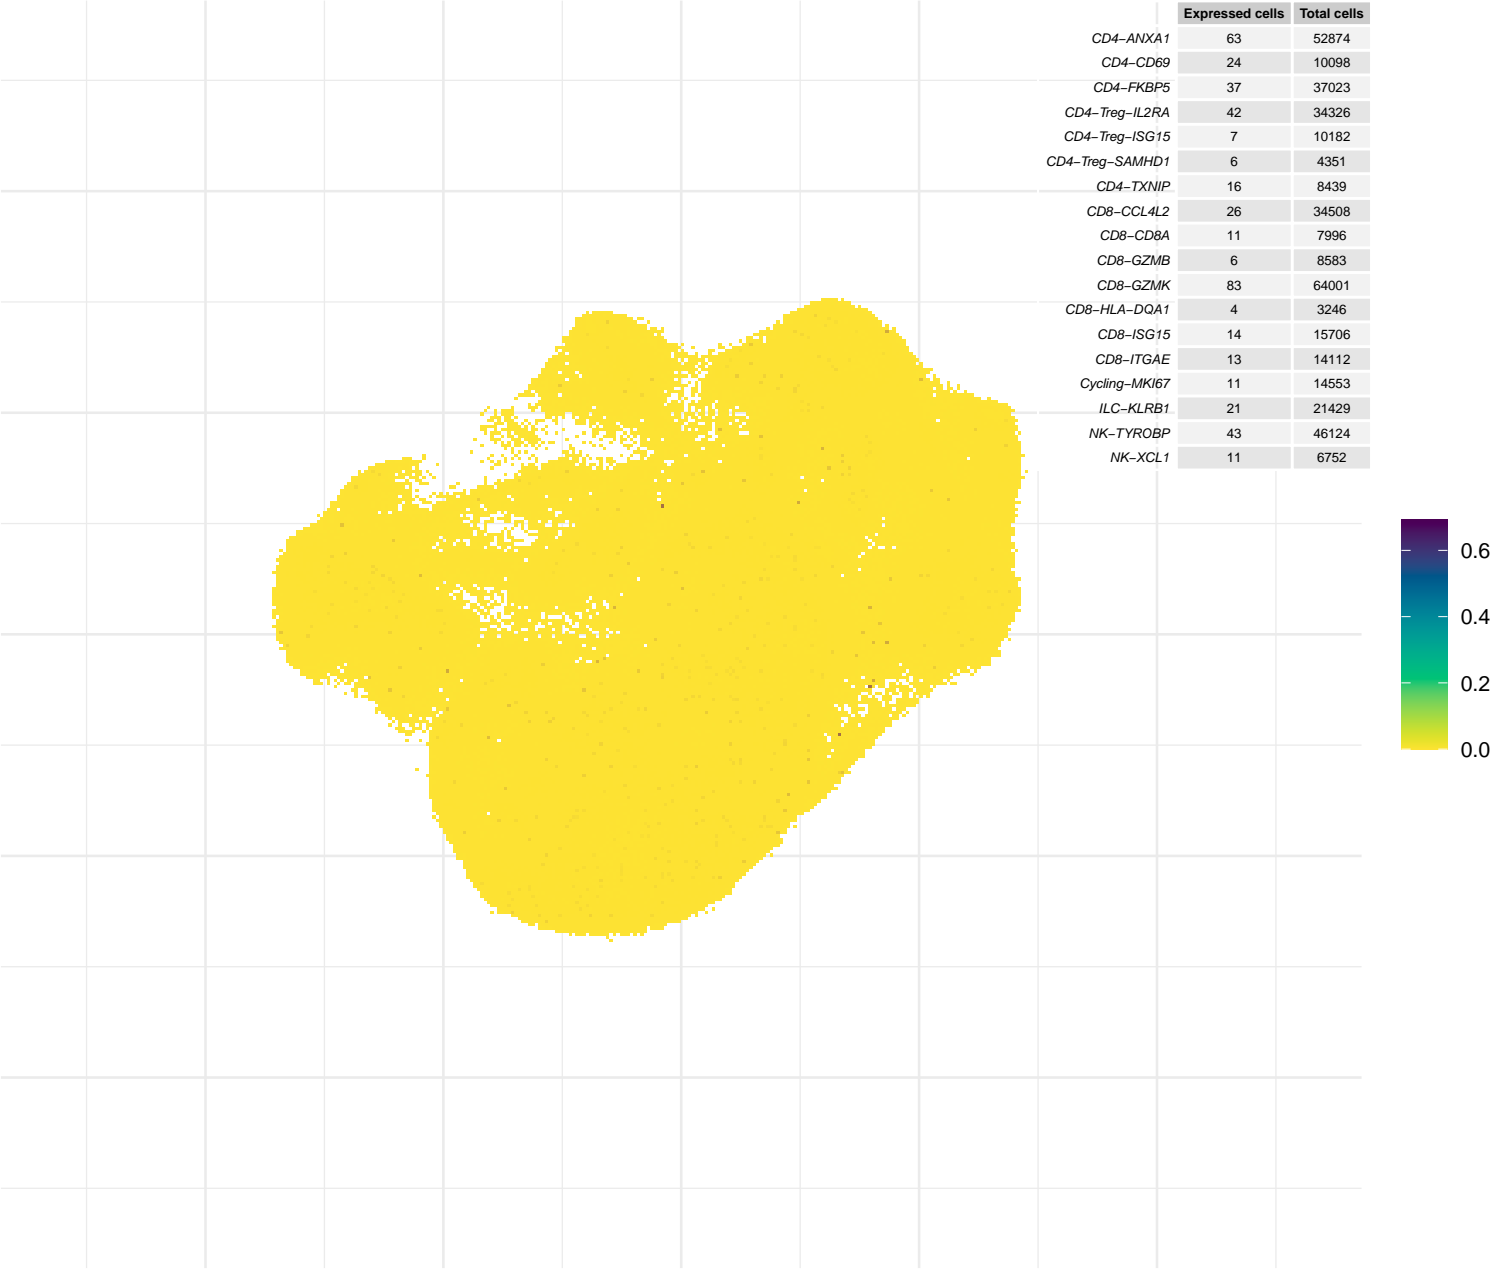 Expressed cells Total cells
CD4−ANXA1 63 52874
CD4−CD69 24 10098
CD4−FKBP5 37 37023
CD4−Treg−IL2RA 42 34326
CD4−Treg−ISG15 7 10182
CD4−Treg−SAMHD1 6 4351
CD4−TXNIP 16 8439
CD8−CCL4L2 26 34508
CD8−CD8A 11 7996
CD8−GZMB 6 8583
CD8−GZMK 83 64001
CD8−HLA−DQA1 4 3246
CD8−ISG15 14 15706
CD8−ITGAE 13 14112
Cycling−MKI67 11 14553
ILC−KLRB1 21 21429
NK−TYROBP 43 46124
NK−XCL1 11 6752
0.6
0.4
0.2
0.0